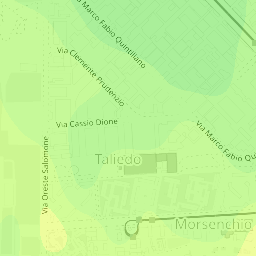 Via Marco Fabio Quintiliano
Via Clemente Prudenzio
Via Cassio Dione
Via Marco Fabio Qu
Via Oreste Salomone
Taliedo
Morsenchio